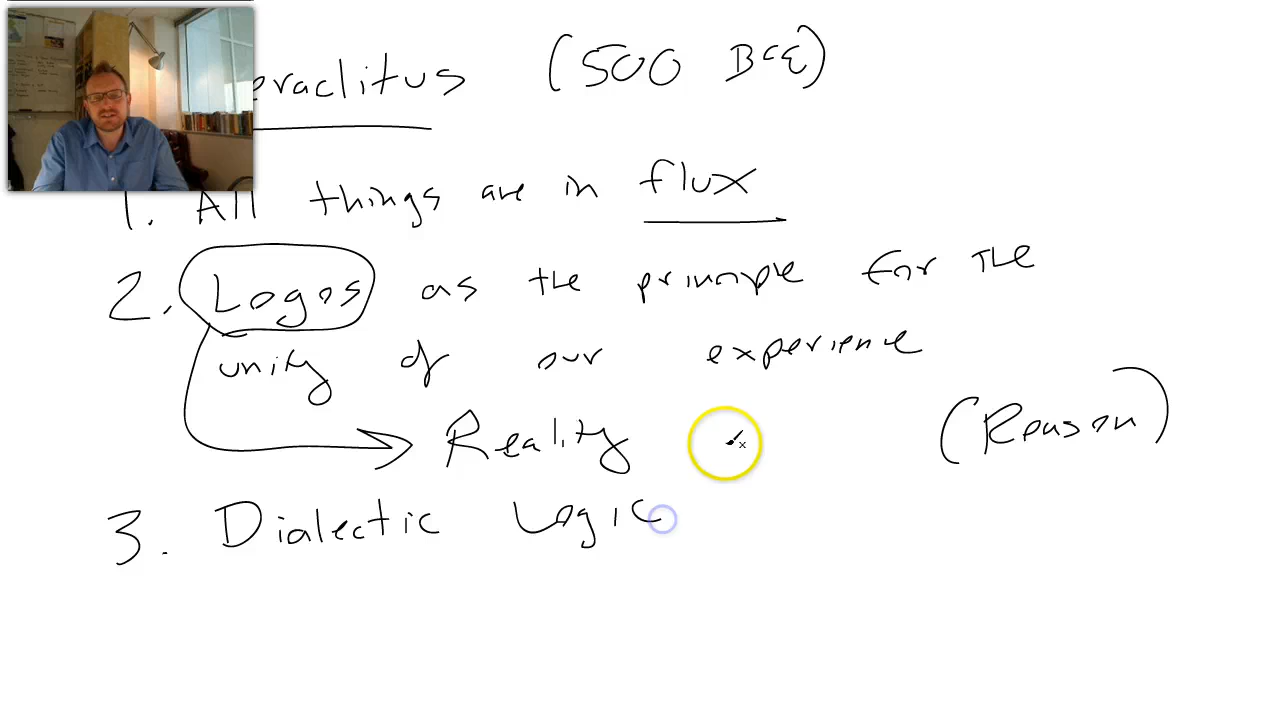 eraclitus (500 BCE)
1. All things are in flux
2. Logos as the principle for the
unity of our experience
Reality (Reason)
3. Dialectic Logic